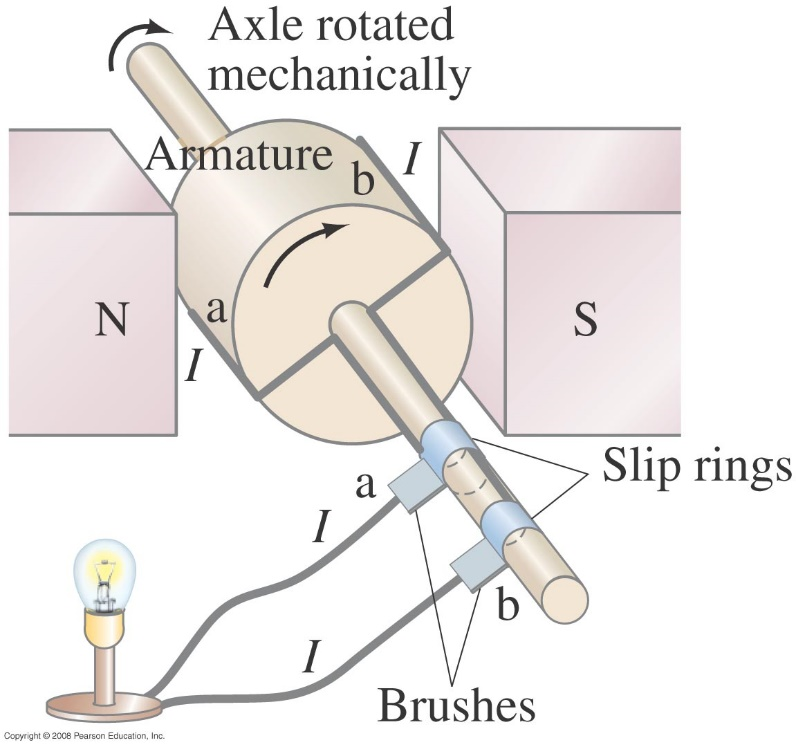 Axle rotated
mechanically
Armature
b
I
a
I
N
S
Slip rings
a
I
b
I
Brushes
Copyright © 2008 Pearson Education, Inc.